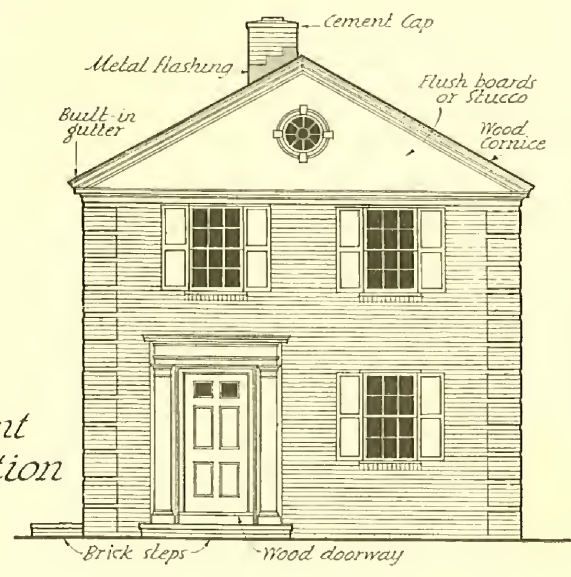 Cement Cap
Metal flashing
Flush boards
or Stucco
Built-in
gutter
Wood
Cornice
nt
tion
Brick steps
Wood doorway